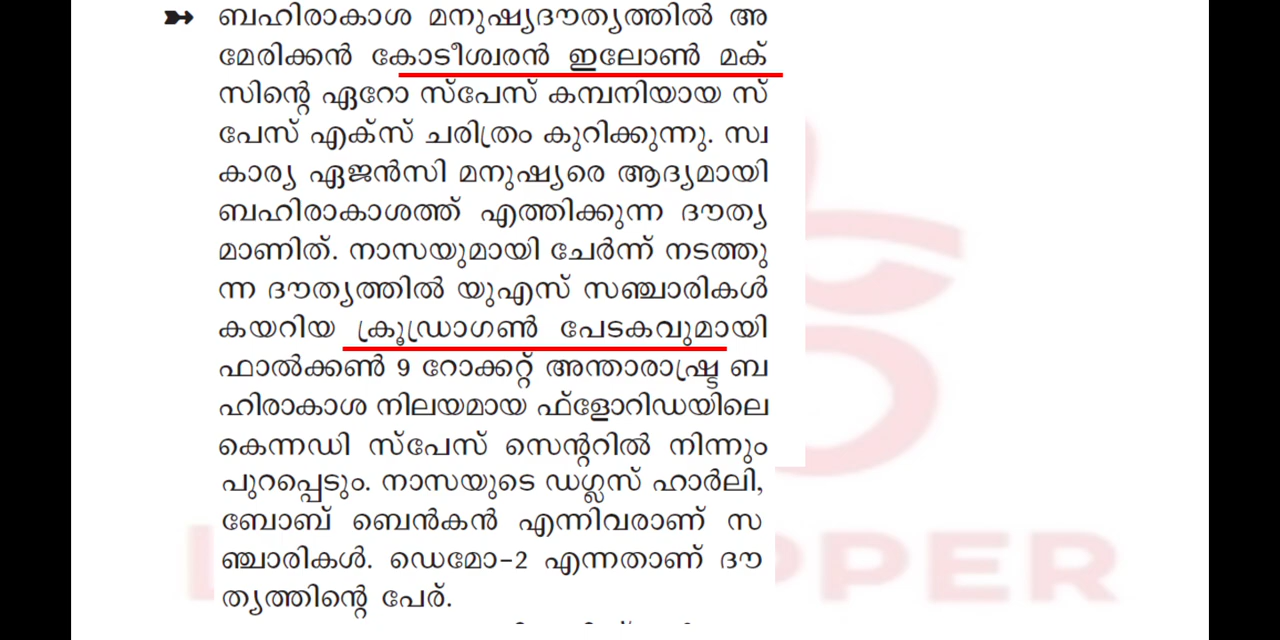 ➳ ബഹിരാകാശ മനുഷ്യദൗത്യത്തിൽ അ
മേരിക്കൻ കോടീശ്വരൻ ഇലോൺ മക്
സിന്റെ ഏറോ സ്പേസ് കമ്പനിയായ സ്
പേസ് എക്സ് ചരിത്രം കുറിക്കുന്നു. സ്വ
കാര്യ ഏജൻസി മനുഷ്യരെ ആദ്യമായി
ബഹിരാകാശത്ത് എത്തിക്കുന്ന ദൗത്യ
മാണിത്. നാസയുമായി ചേർന്ന് നടത്തു
ന്ന ദൗത്യത്തിൽ യുഎസ് സഞ്ചാരികൾ
കയറിയ ക്രൂഡ്രാഗൺ പേടകവുമായി
ഫാൽക്കൺ 9 റോക്കറ്റ് അന്താരാഷ്ട്ര ബ
ഹിരാകാശ നിലയമായ ഫ്ളോറിഡയിലെ
കെന്നഡി സ്പേസ് സെന്ററിൽ നിന്നും
പുറപ്പെടും. നാസയുടെ ഡഗ്ലസ് ഹാർലി,
ബോബ് ബെൻകൻ എന്നിവരാണ് സ
ഞ്ചാരികൾ. ഡെമോ-2 എന്നതാണ് ദൗ
ത്യത്തിന്റെ പേര്.